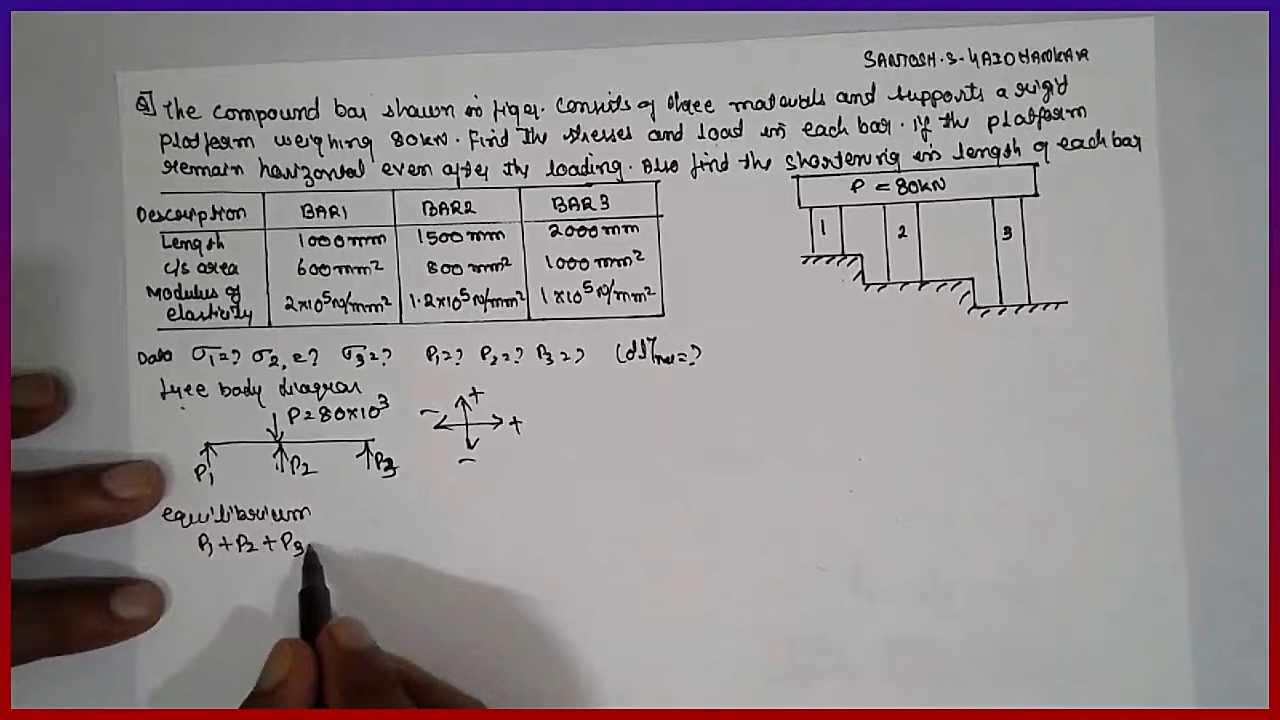 SANTOSH.S.
Q] The compound bar shown in figer. Consists of three materials and supports a rigid
platform weighing 80kN. Find the stresses and load in each bar. if the platform
remain horizontal even after the loading. Also find the shortening in length of each bar
P = 80kN
1 2 3
Description BAR1 BAR2 BAR3
Length 1000mm 1500mm 2000mm
c/s area 600mm² 800mm² 1000mm²
Modulus of elasticity 2×10⁵N/mm² 1.2×10⁵N/mm² 1×10⁵N/mm²
Data σ1=? σ2=? σ3=? P1=? P2=? P3=?
free body diagram
P=80×10³
+
- +
-
P1 P2 P3
equilibrium
P1+P2+P3